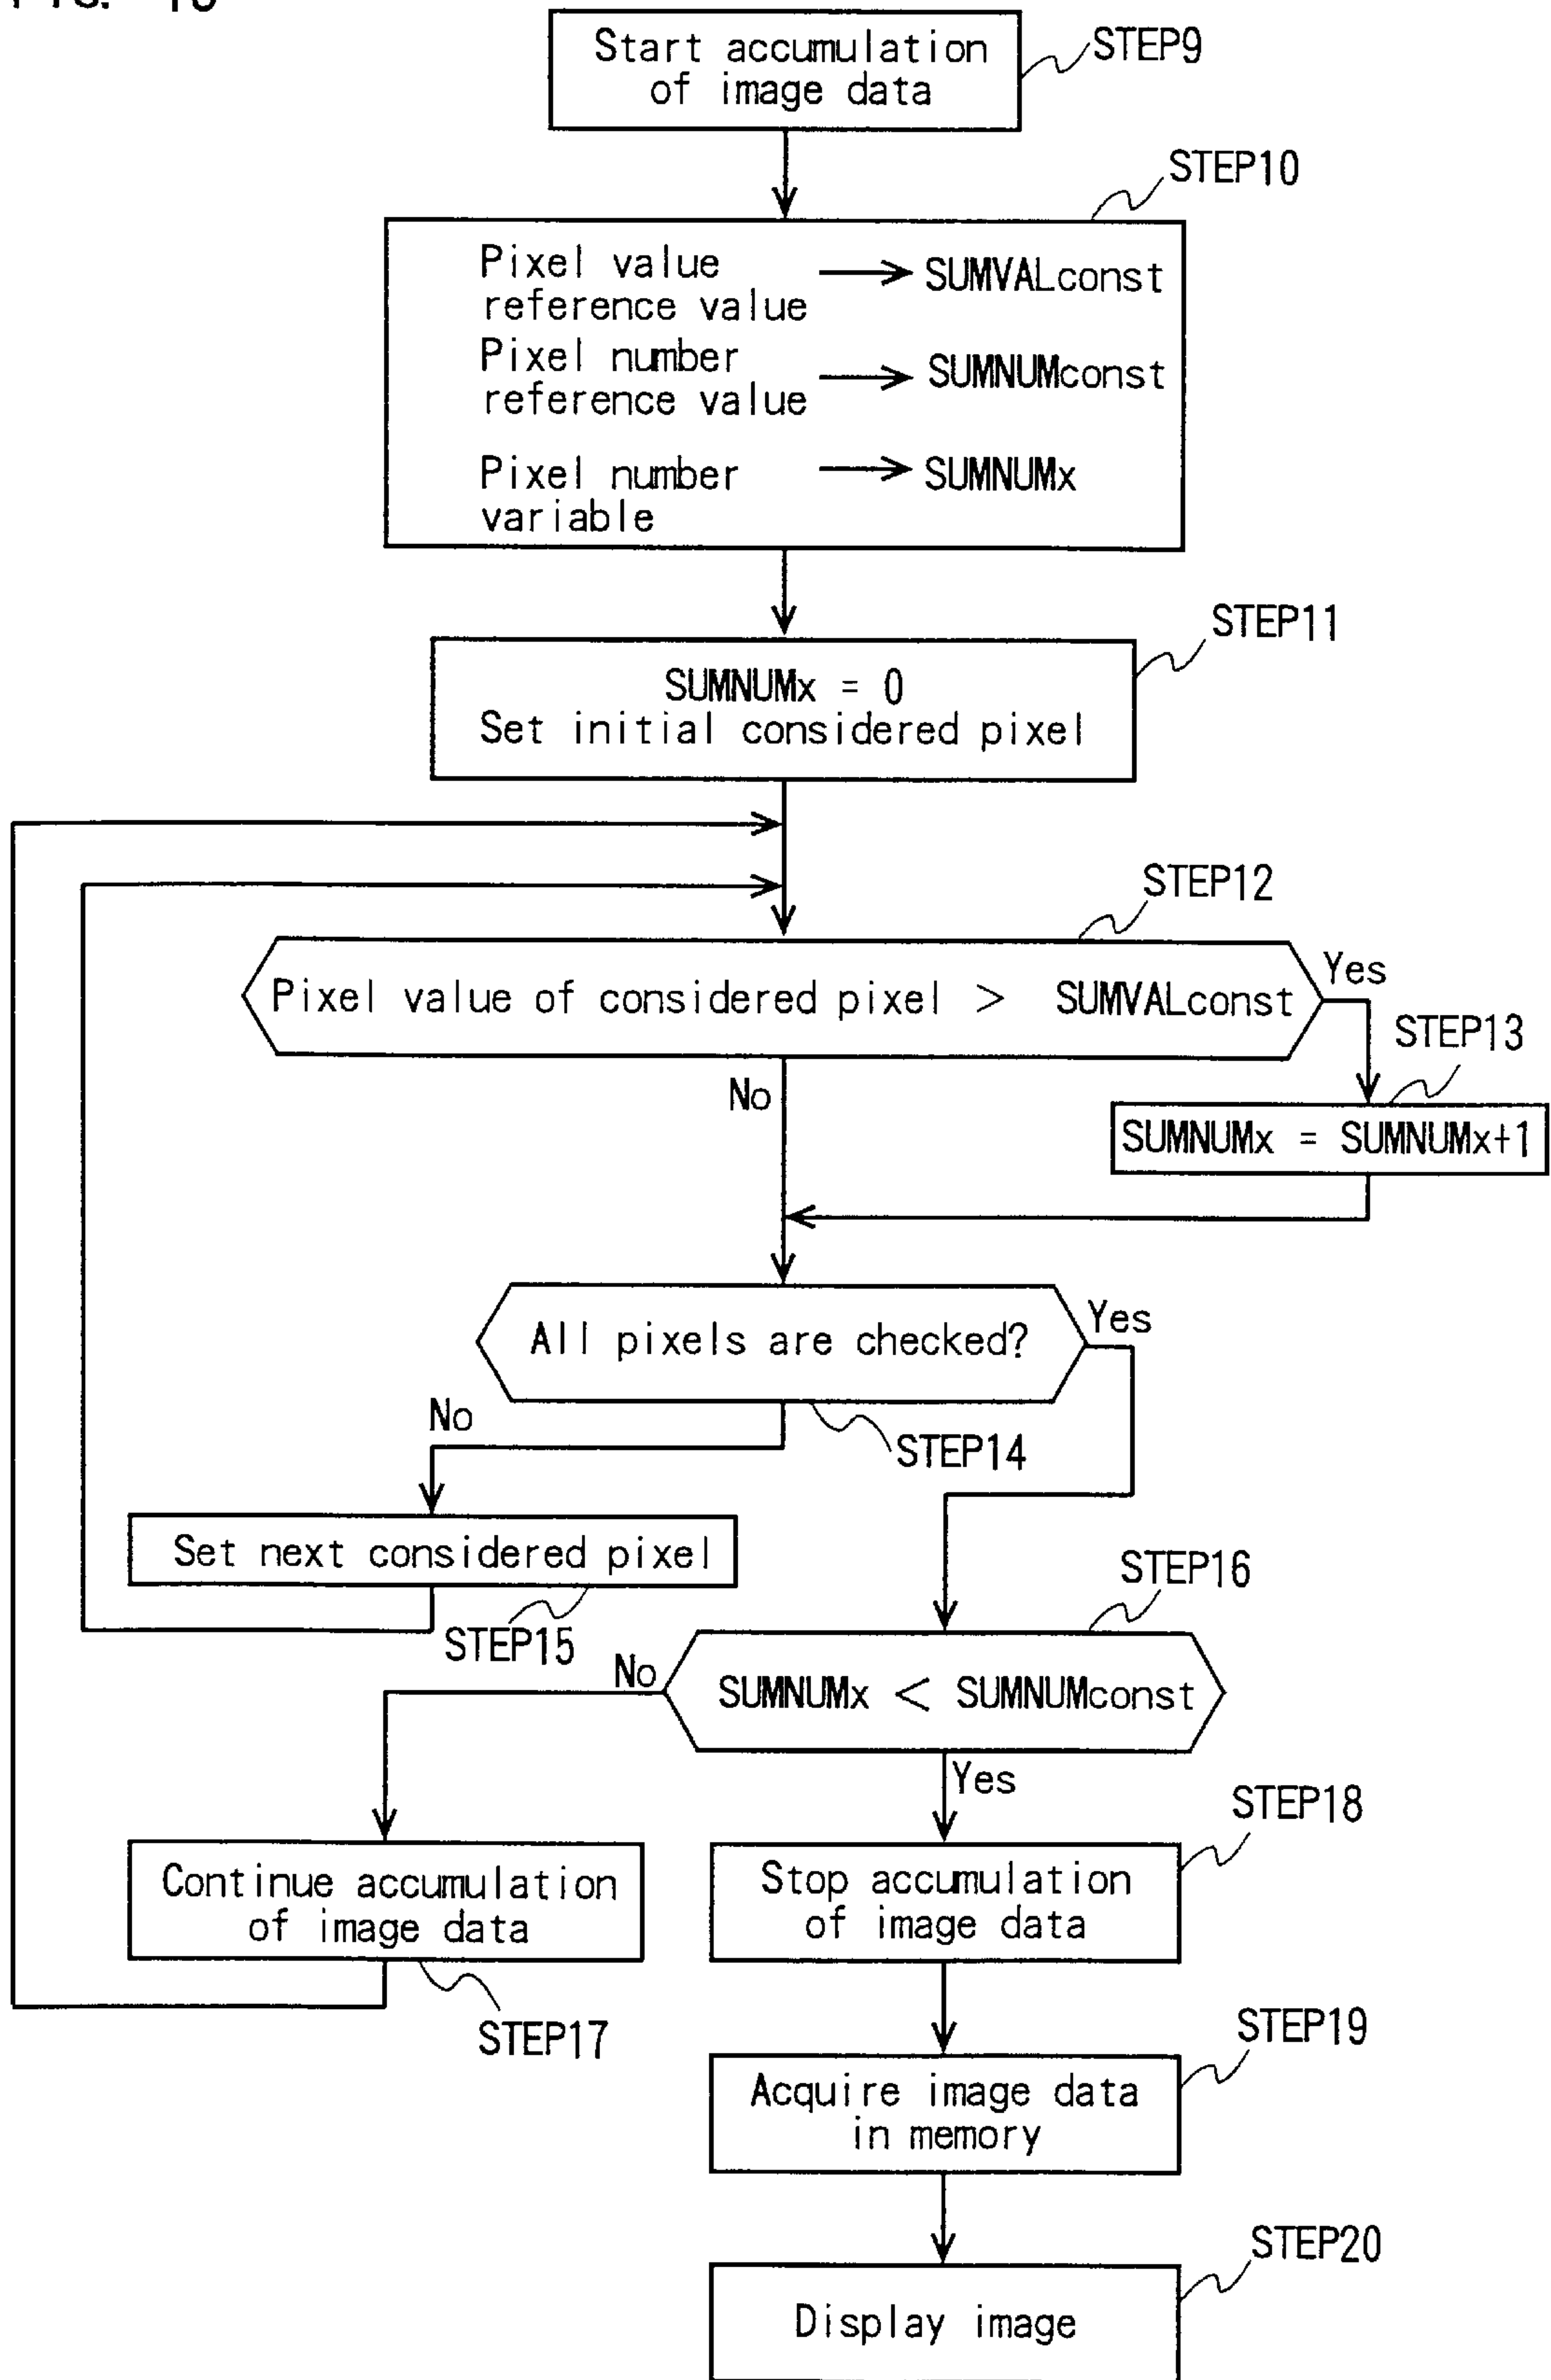 Start accumulation
of image data
STEP9
STEP10
Pixel value
reference value
→ SUMVALconst
Pixel number
reference value
→ SUMNUMconst
Pixel number
variable
→ SUMNUMx
STEP11
SUMNUMx = 0
Set initial considered pixel
STEP12
Pixel value of considered pixel > SUMVALconst
Yes
STEP13
No
SUMNUMx = SUMNUMx+1
All pixels are checked?
Yes
No
STEP14
Set next considered pixel
STEP15
STEP16
No
SUMNUMx < SUMNUMconst
Yes
STEP18
Continue accumulation
of image data
Stop accumulation
of image data
STEP17
STEP19
Acquire image data
in memory
STEP20
Display image